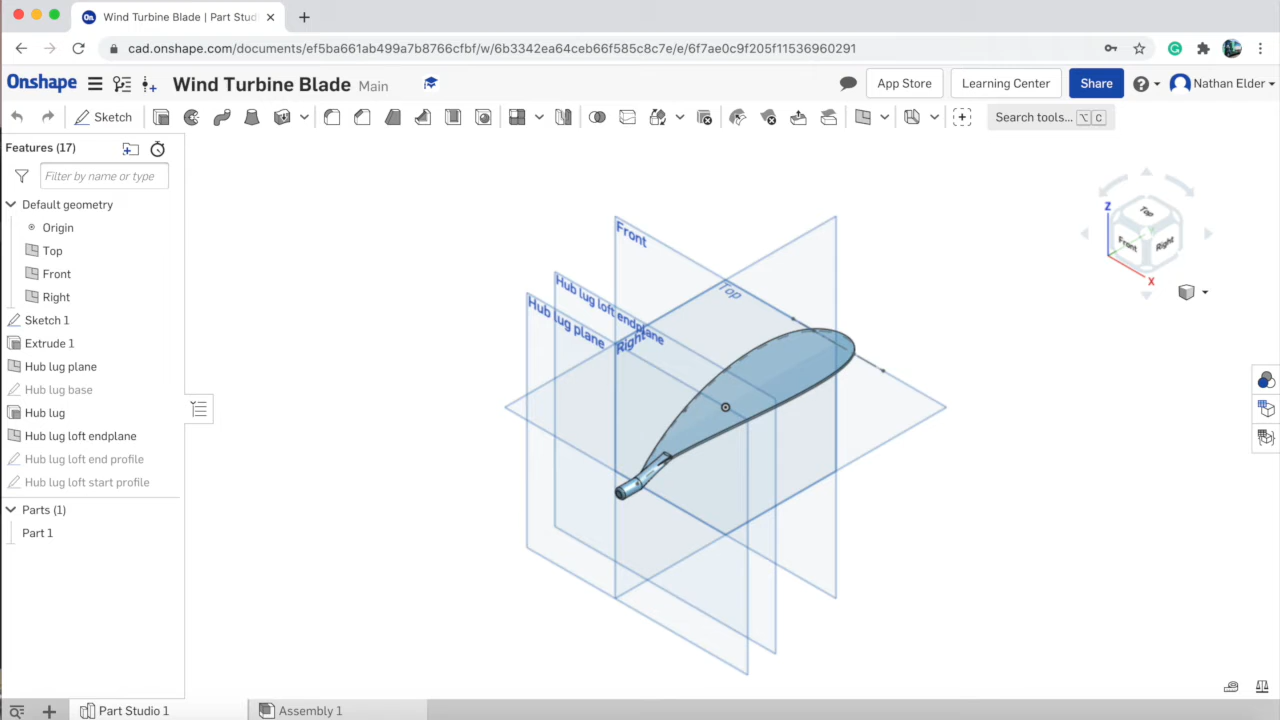 On Wind Turbine Blade | Part Stud
cad.onshape.com/documents/ef5ba661ab499a7b8766cfbf/w/6b3342ea64ceb66f585c8c7e/e/6f7ae0c9f205f11536960291
Onshape Wind Turbine Blade Main App Store Learning Center Share Nathan Elder
Sketch Search tools... ⌥ C
Features (17)
Filter by name or type
Default geometry
Origin
Top
Front
Right
Sketch 1
Extrude 1
Hub lug plane
Hub lug base
Hub lug
Hub lug loft endplane
Hub lug loft end profile
Hub lug loft start profile
Parts (1)
Part 1
Front
Top
Hub lug loft endplane
Hub lug plane
Right
Z
Top
Front
Right
X
Part Studio 1
Assembly 1